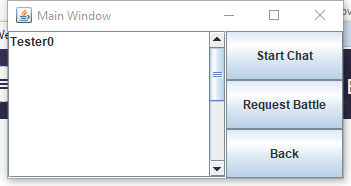 Main Window
Tester0
Start Chat
Request Battle
Back